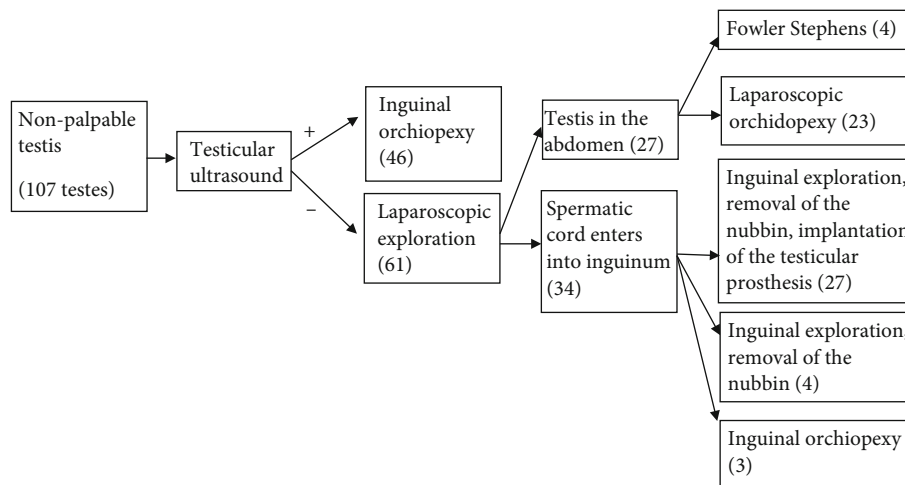 Non-palpable
testis
(107 testes)
Testicular
ultrasound
+
–
Inguinal
orchiopexy
(46)
Laparoscopic
exploration
(61)
Testis in the
abdomen (27)
Spermatic
cord enters
into inguinum
(34)
Fowler Stephens (4)
Laparoscopic
orchidopexy (23)
Inguinal exploration,
removal of the
nubbin, implantation
of the testicular
prosthesis (27)
Inguinal exploration,
removal of the
nubbin (4)
Inguinal orchiopexy
(3)